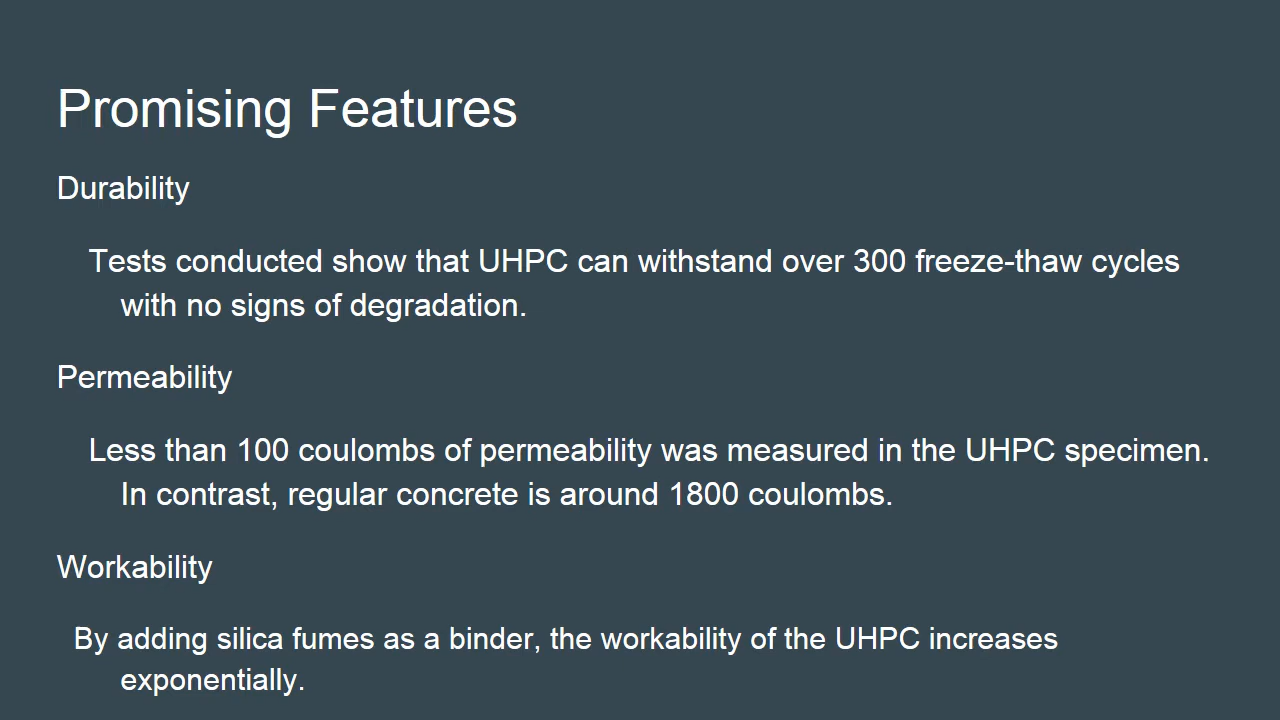 Promising Features
Durability
Tests conducted show that UHPC can withstand over 300 freeze-thaw cycles
with no signs of degradation.
Permeability
Less than 100 coulombs of permeability was measured in the UHPC specimen.
In contrast, regular concrete is around 1800 coulombs.
Workability
By adding silica fumes as a binder, the workability of the UHPC increases
exponentially.